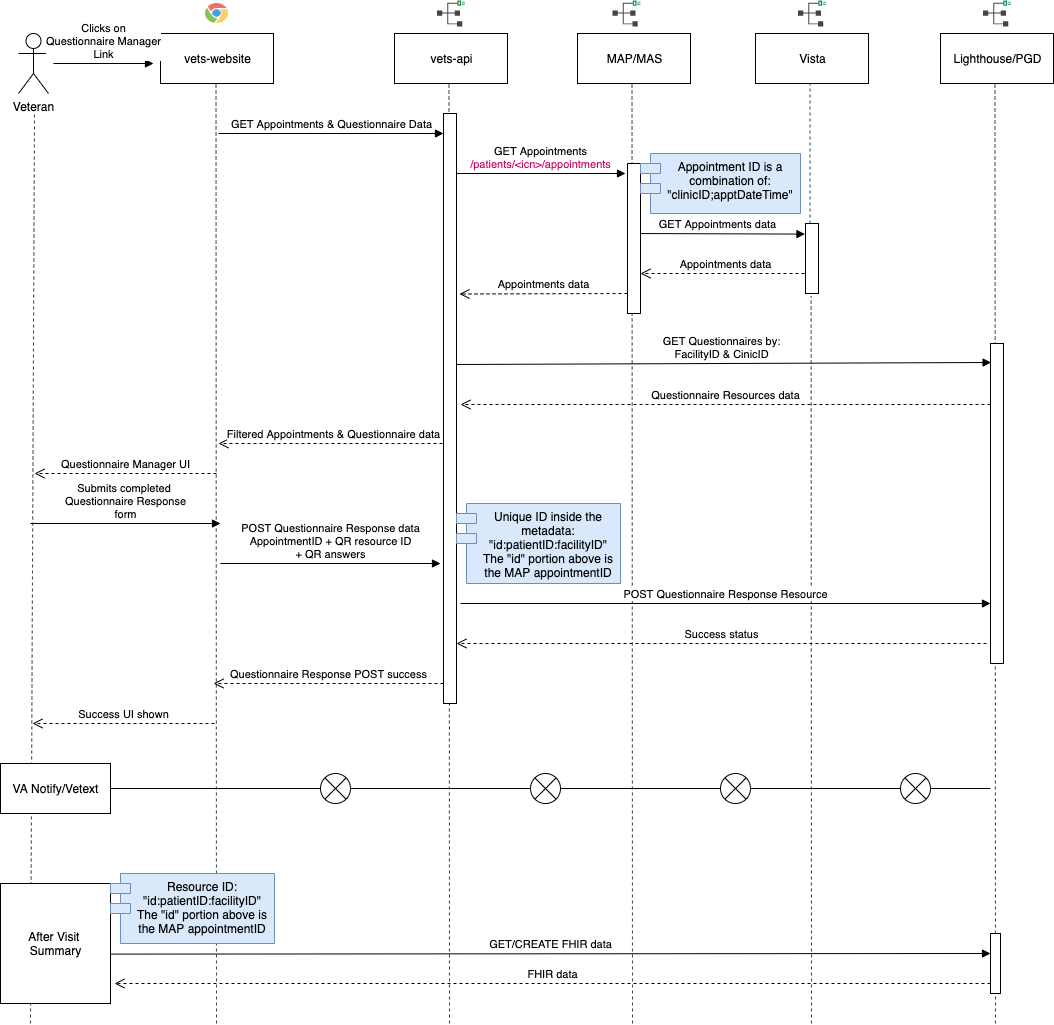 Clicks on
Questionnaire Manager
Link
Veteran
vets-website
vets-api
MAP/MAS
Vista
Lighthouse/PGD
GET Appointments & Questionnaire Data
GET Appointments
/patients/<icn>/appointments
Appointment ID is a
combination of:
"clinicID;apptDateTime"
GET Appointments data
Appointments data
Appointments data
GET Questionnaires by:
FacilityID & CinicID
Questionnaire Resources data
Filtered Appointments & Questionnaire data
Questionnaire Manager UI
Submits completed
Questionnaire Response
form
POST Questionnaire Response data
AppointmentID + QR resource ID
+ QR answers
Unique ID inside the
metadata:
"id:patientID:facilityID"
The "id" portion above is
the MAP appointmentID
POST Questionnaire Response Resource
Success status
Questionnaire Response POST success
Success UI shown
VA Notify/Vetext
Resource ID:
"id:patientID:facilityID"
The "id" portion above is
the MAP appointmentID
After Visit
Summary
GET/CREATE FHIR data
FHIR data